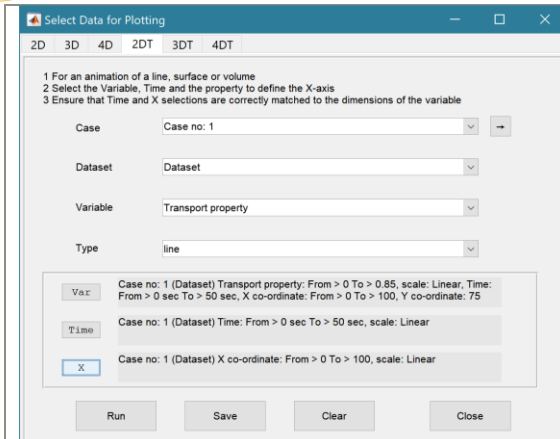 Select Data for Plotting
2D 3D 4D 2DT 3DT 4DT
1 For an animation of a line, surface or volume
2 Select the Variable, Time and the property to define the X-axis
3 Ensure that Time and X selections are correctly matched to the dimensions of the variable
Case Case no: 1 →
Dataset Dataset
Variable Transport property
Type line
Var Case no: 1 (Dataset) Transport property: From > 0 To > 0.85, scale: Linear, Time:
From > 0 sec To > 50 sec, X co-ordinate: From > 0 To > 100, Y co-ordinate: 75
Time Case no: 1 (Dataset) Time: From > 0 sec To > 50 sec, scale: Linear
X Case no: 1 (Dataset) X co-ordinate: From > 0 To > 100, scale: Linear
Run Save Clear Close